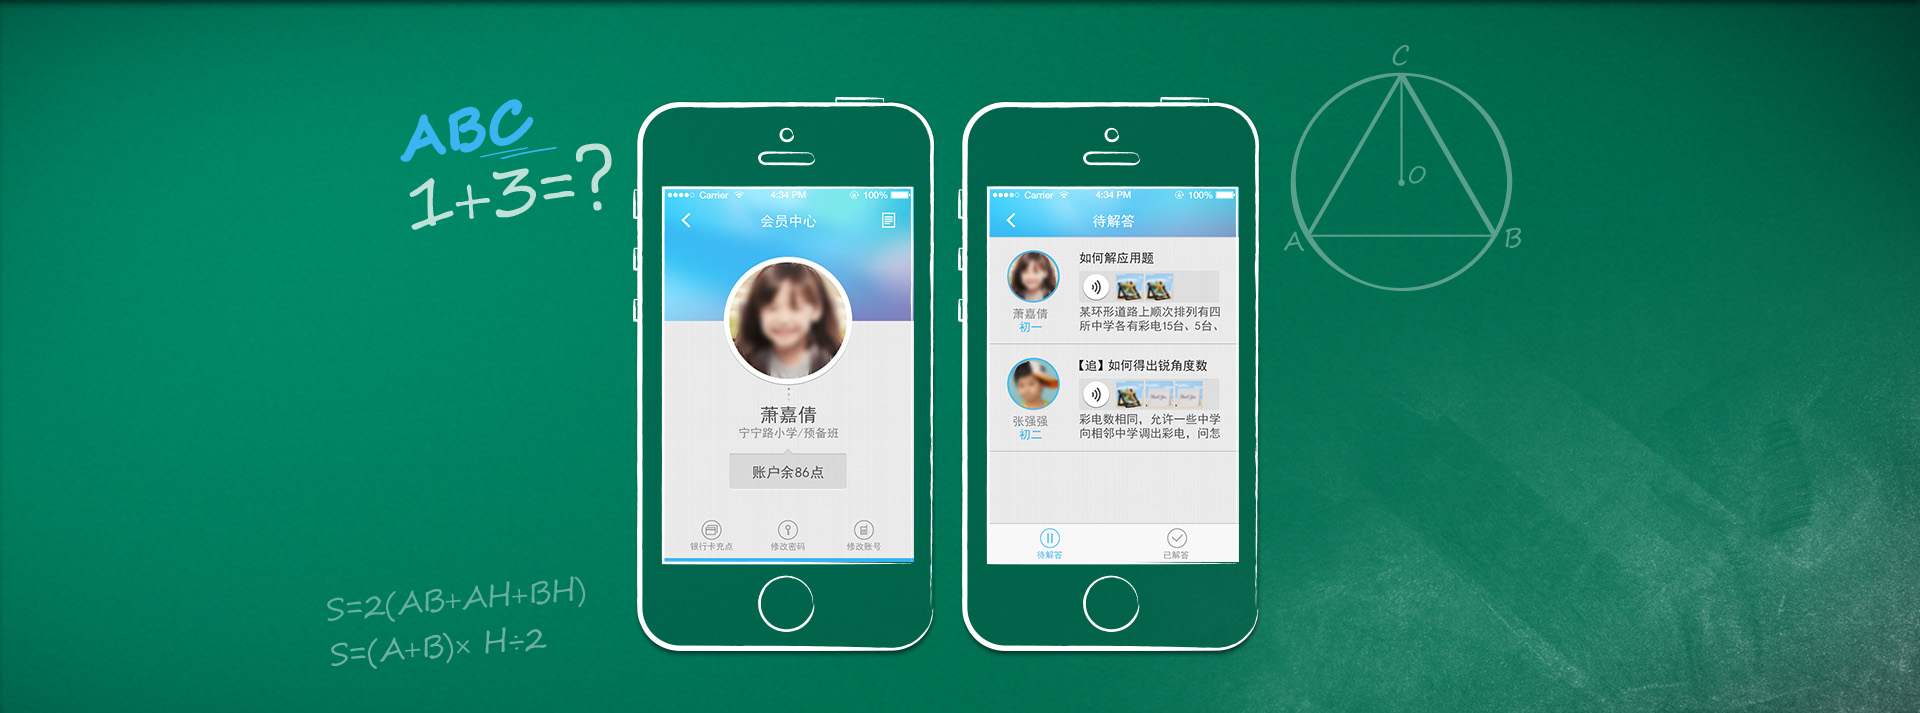 ABC
1+3=?
S=2(AB+AH+BH)
S=(A+B)× H÷2
Carrier 4:34 PM 100%
会员中心
萧嘉倩
宁宁路小学/预备班
账户余86点
银行卡充点 修改密码 修改账号
Carrier 4:34 PM 100%
待解答
如何解应用题
萧嘉倩
初一
某环形道路上顺次排列有四
所中学各有彩电15台、5台、
【追】如何得出锐角度数
张强强
初二
彩电数相同，允许一些中学
向相邻中学调出彩电，问怎
待解答 已解答
C
O
A B